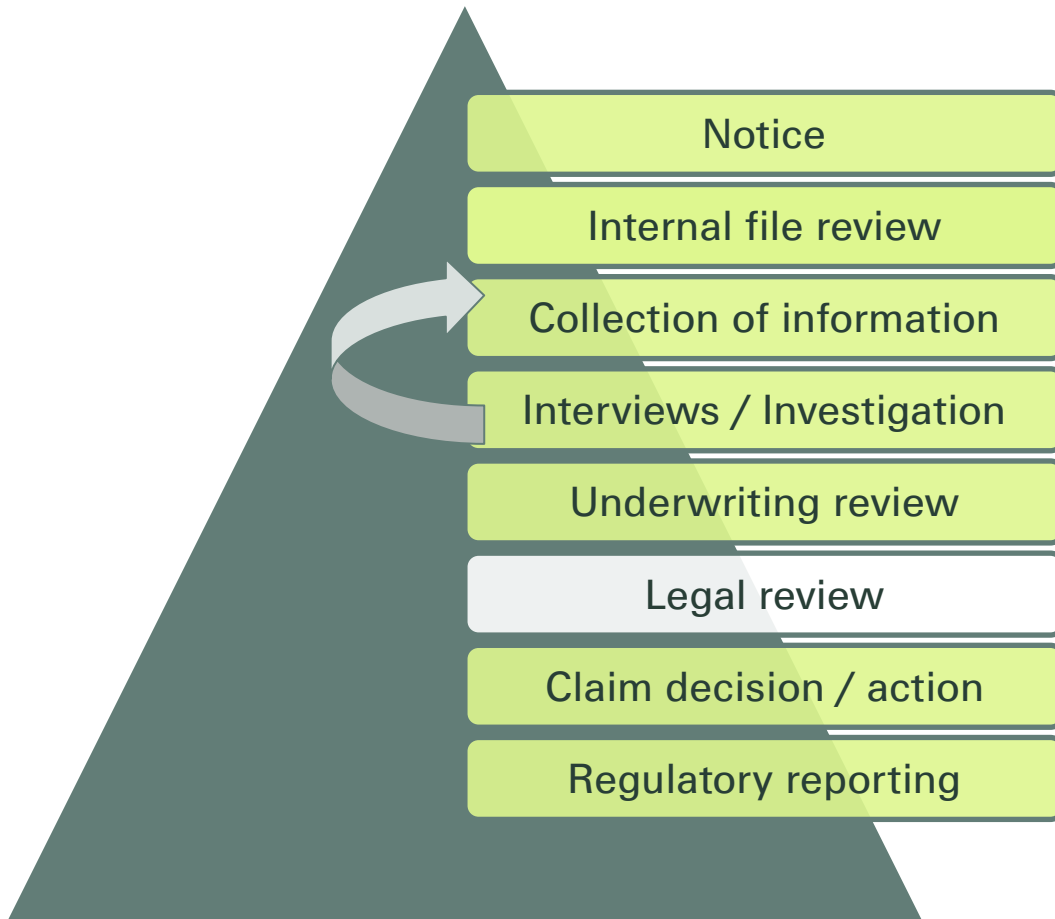 Notice
Internal file review
Collection of information
Interviews / Investigation
Underwriting review
Legal review
Claim decision / action
Regulatory reporting